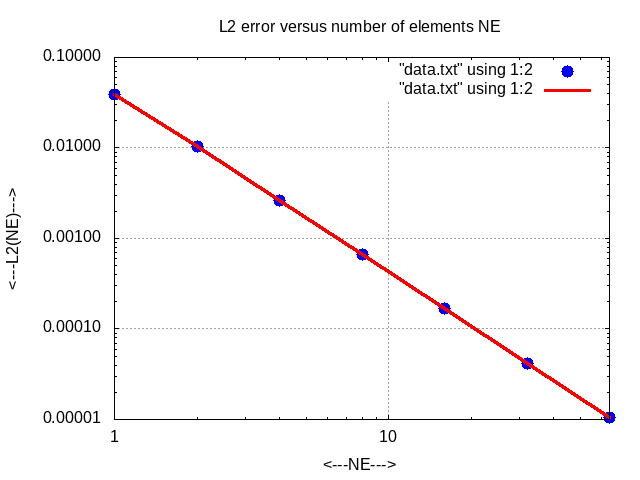 L2 error versus number of elements NE
"data.txt" using 1:2
"data.txt" using 1:2
0.10000
0.01000
0.00100
0.00010
0.00001
<---L2(NE)--->
1 10
<---NE--->